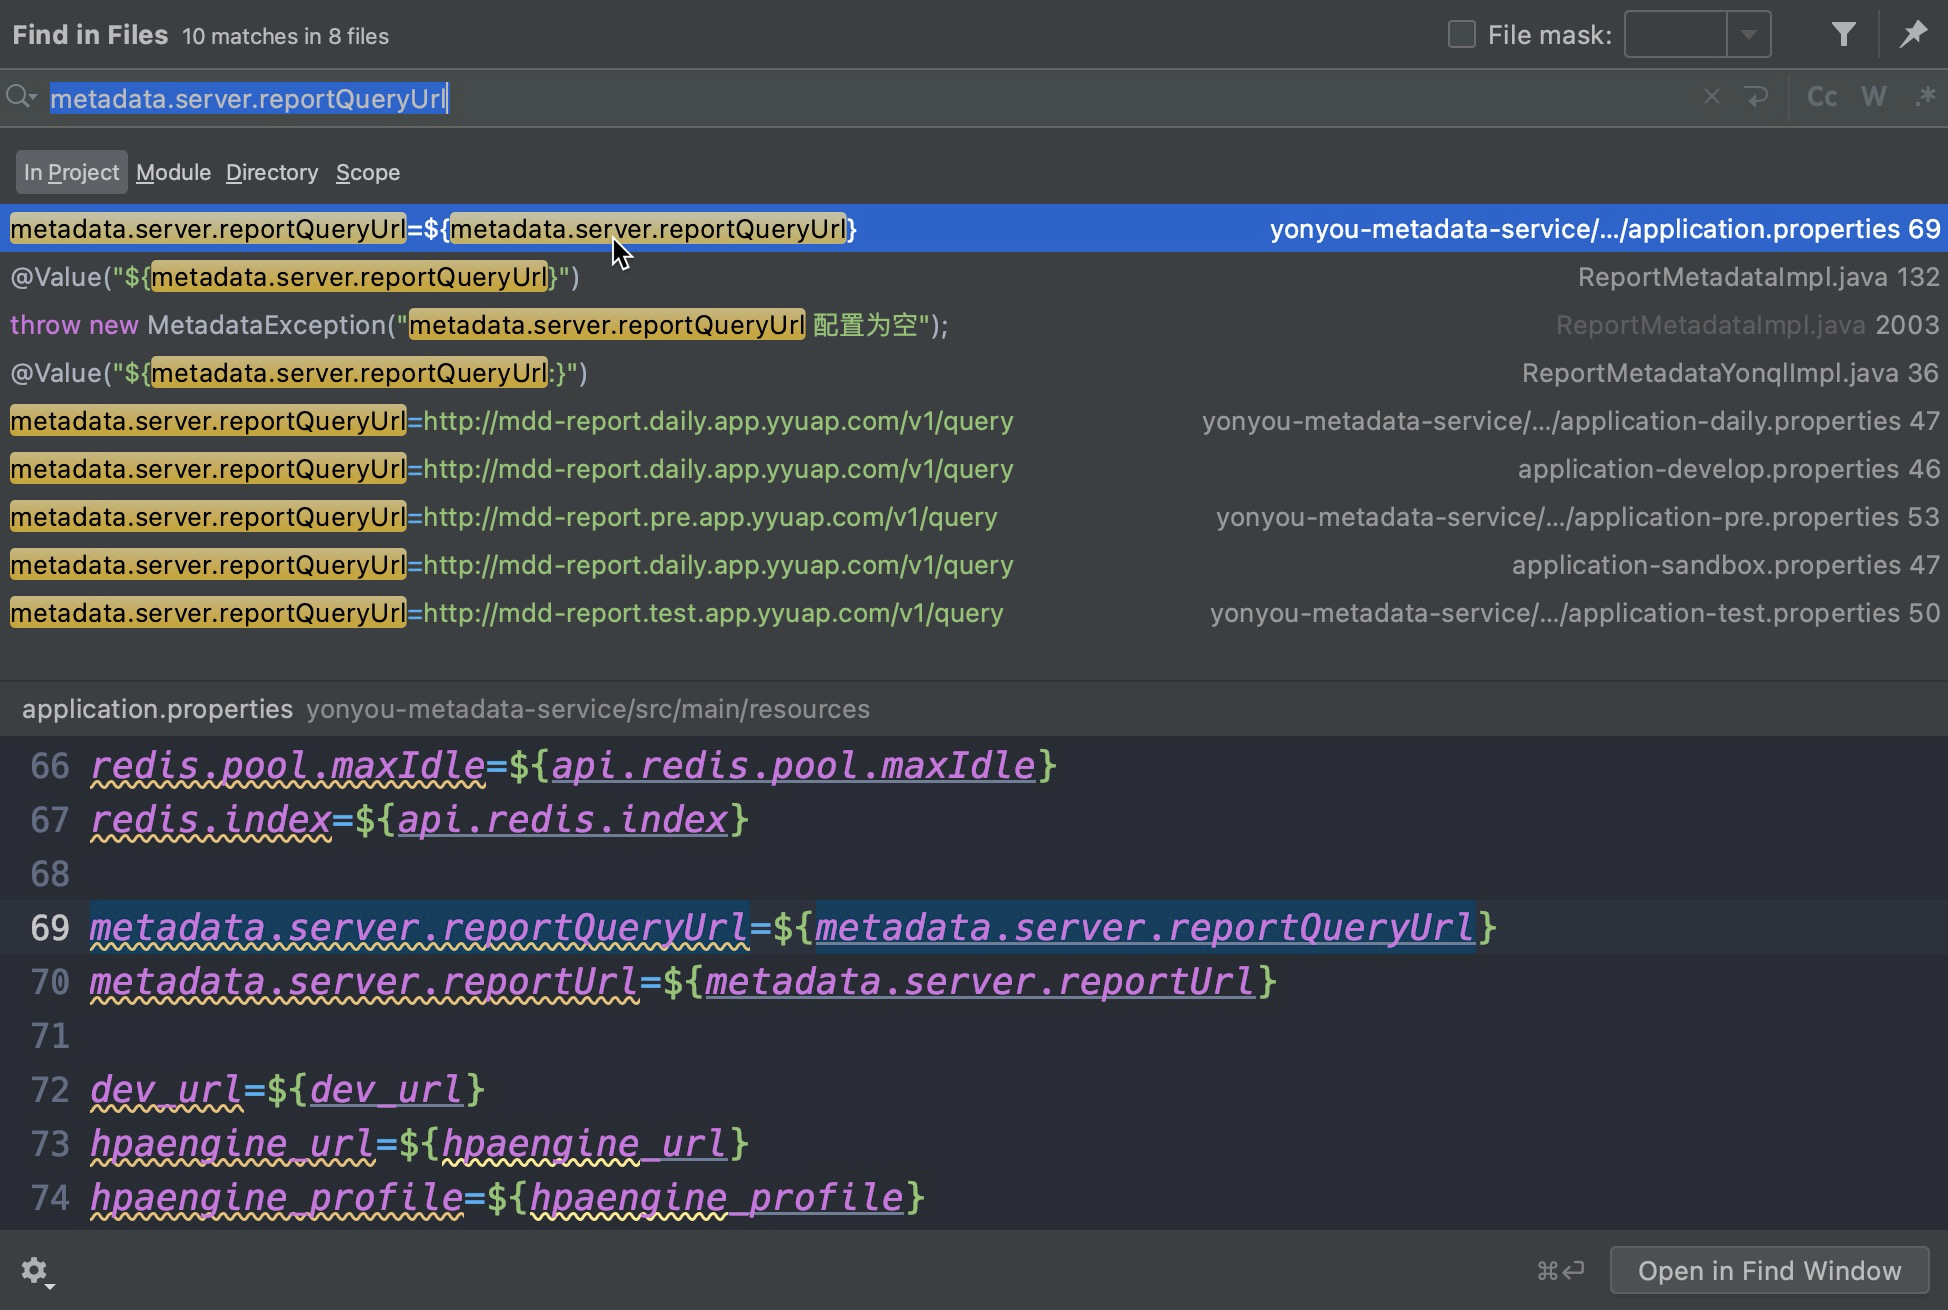 Find in Files 10 matches in 8 files File mask:
metadata.server.reportQueryUrl Cc W .*
In Project Module Directory Scope
metadata.server.reportQueryUrl=${metadata.server.reportQueryUrl} yonyou-metadata-service/.../application.properties 69
@Value("${metadata.server.reportQueryUrl}") ReportMetadataImpl.java 132
throw new MetadataException("metadata.server.reportQueryUrl 配置为空"); ReportMetadataImpl.java 2003
@Value("${metadata.server.reportQueryUrl:}") ReportMetadataYonqlImpl.java 36
metadata.server.reportQueryUrl=http://mdd-report.daily.app.yyuap.com/v1/query yonyou-metadata-service/.../application-daily.properties 47
metadata.server.reportQueryUrl=http://mdd-report.daily.app.yyuap.com/v1/query application-develop.properties 46
metadata.server.reportQueryUrl=http://mdd-report.pre.app.yyuap.com/v1/query yonyou-metadata-service/.../application-pre.properties 53
metadata.server.reportQueryUrl=http://mdd-report.daily.app.yyuap.com/v1/query application-sandbox.properties 47
metadata.server.reportQueryUrl=http://mdd-report.test.app.yyuap.com/v1/query yonyou-metadata-service/.../application-test.properties 50
application.properties yonyou-metadata-service/src/main/resources
66 redis.pool.maxIdle=${api.redis.pool.maxIdle}
67 redis.index=${api.redis.index}
68
69 metadata.server.reportQueryUrl=${metadata.server.reportQueryUrl}
70 metadata.server.reportUrl=${metadata.server.reportUrl}
71
72 dev_url=${dev_url}
73 hpaengine_url=${hpaengine_url}
74 hpaengine_profile=${hpaengine_profile}
⌘⏎ Open in Find Window